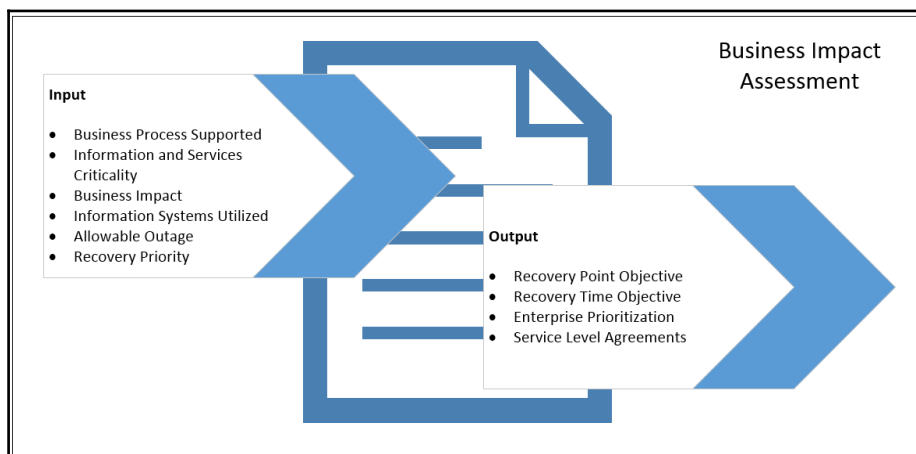 Business Impact
Assessment
Input
● Business Process Supported
● Information and Services
Criticality
● Business Impact
● Information Systems Utilized
● Allowable Outage
● Recovery Priority
Output
● Recovery Point Objective
● Recovery Time Objective
● Enterprise Prioritization
● Service Level Agreements